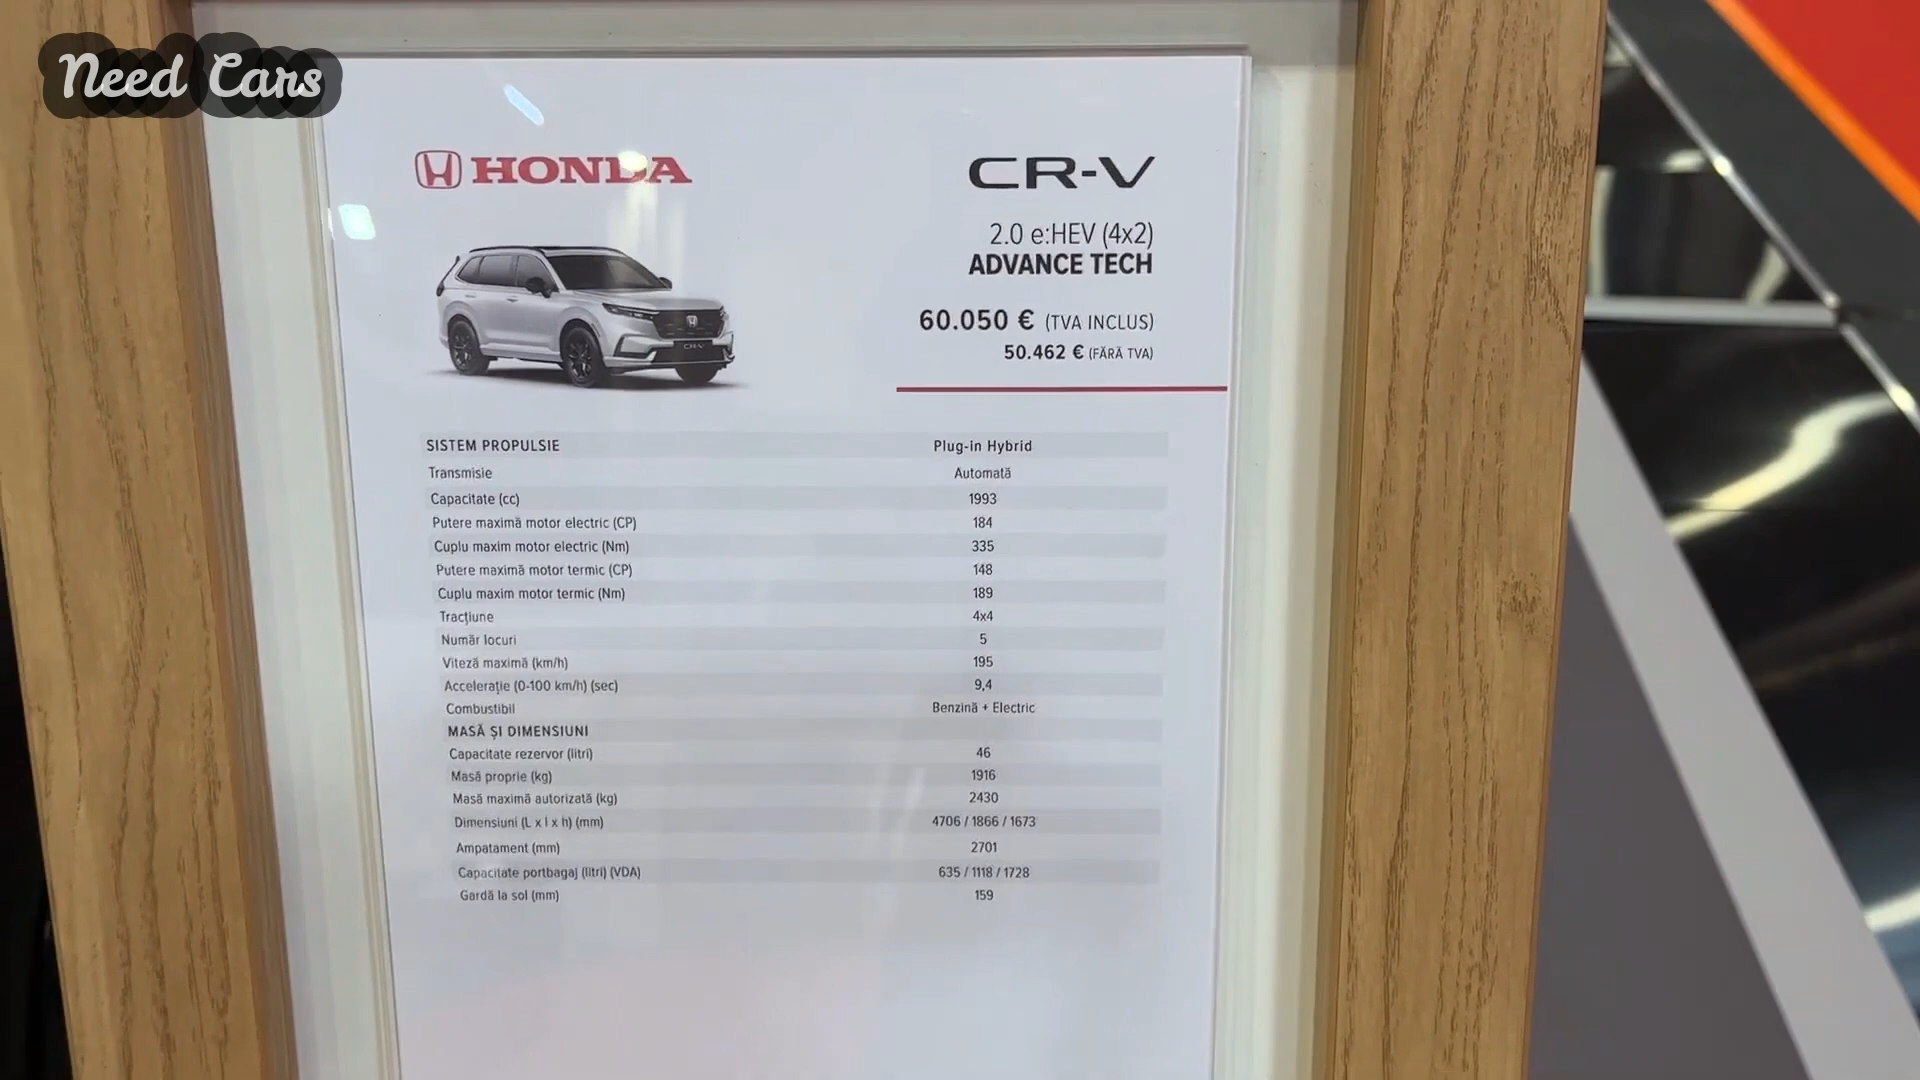 Need Cars
HONDA
CR-V
2.0 e:HEV (4x2)
ADVANCE TECH
60.050 € (TVA INCLUS)
50.462 € (FĂRĂ TVA)
SISTEM PROPULSIE Plug-in Hybrid
Transmisie Automată
Capacitate (cc) 1993
Putere maximă motor electric (CP) 184
Cuplu maxim motor electric (Nm) 335
Putere maximă motor termic (CP) 148
Cuplu maxim motor termic (Nm) 189
Tracțiune 4x4
Număr locuri 5
Viteză maximă (km/h) 195
Accelerație (0-100 km/h) (sec) 9,4
Combustibil Benzină + Electric
MASĂ ȘI DIMENSIUNI
Capacitate rezervor (litri) 46
Masă proprie (kg) 1916
Masă maximă autorizată (kg) 2430
Dimensiuni (L x l x h) (mm) 4706 / 1866 / 1673
Ampatament (mm) 2701
Capacitate portbagaj (litri) (VDA) 635 / 1118 / 1728
Gardă la sol (mm) 159